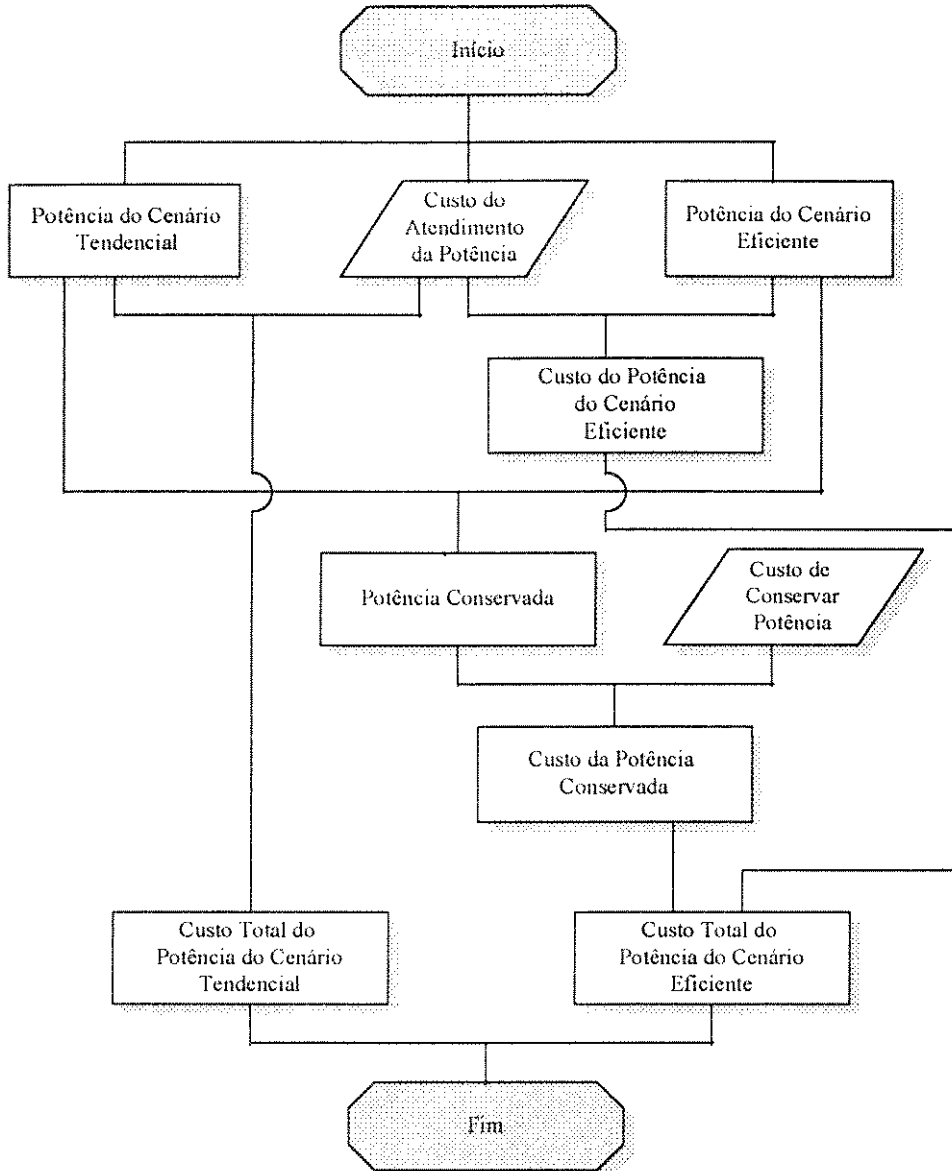 Início
Potência do Cenário
Tendencial
Custo do
Atendimento
da Potência
Potência do Cenário
Eficiente
Custo do Potência
do Cenário
Eficiente
Potência Conservada
Custo de
Conservar
Potência
Custo da Potência
Conservada
Custo Total do
Potência do Cenário
Tendencial
Custo Total do
Potência do Cenário
Eficiente
Fim